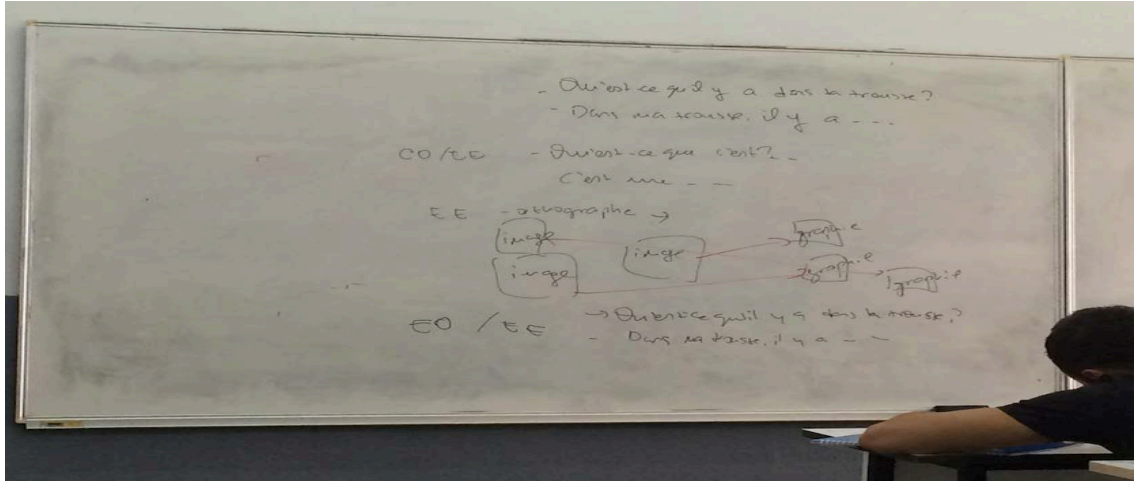 - Qu'est ce qu'il y a dans ta trousse?
- Dans ma trousse, il y a - - -
CO/EE - Qu'est-ce que c'est? - -
C'est une - - -
EE - orthographe →
image image graphie
image graphie graphie
EO / EE → Qu'est ce qu'il y a dans ta trousse?
- Dans ma trousse, il y a - - -